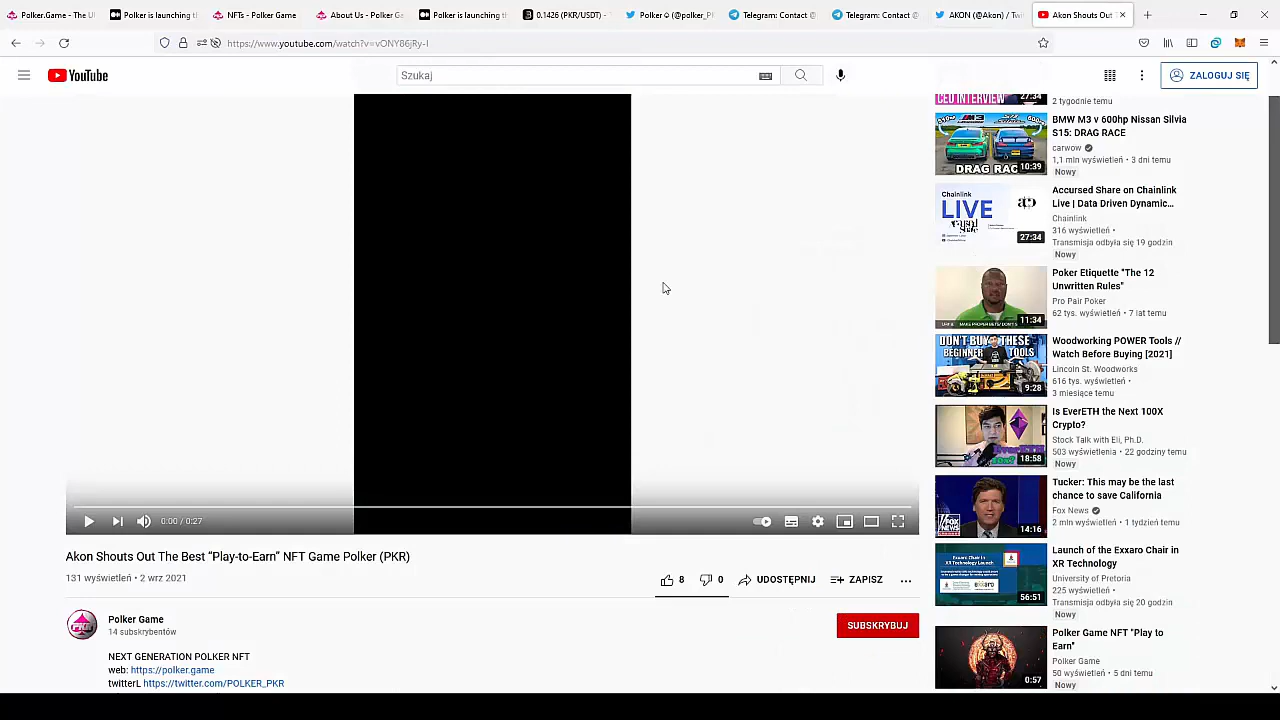 Polker.Game - The U
Polker is launching th
NFTs - Polker.Game
About Us - Polker.G
Polker is launching th
0.1426 (PKR/USDT)
Telegram: Contact @
AKON (@Akon) / Twi
Akon Shouts Out T
https://www.youtube.com/watch?v=vONY86jRy-I
YouTube
Szukaj
ZALOGUJ SIĘ
CEO INTERVIEW
27:34
2 tygodnie temu
DRAG RACE
10:39
BMW M3 v 600hp Nissan Silvia
S15: DRAG RACE
carwow
1,1 mln wyświetleń • 3 dni temu
Nowy
Chainlink
LIVE
27:34
Accursed Share on Chainlink
Live | Data Driven Dynamic...
Chainlink
316 wyświetleń •
Transmisja odbyła się 19 godzin
Nowy
11:34
Poker Etiquette "The 12
Unwritten Rules"
Pro Pair Poker
62 tys. wyświetleń • 7 lat temu
DON'T BUY THESE
BEGINNER TOOLS
9:28
Woodworking POWER Tools //
Watch Before Buying [2021]
Lincoln St. Woodworks
616 tys. wyświetleń •
3 miesiące temu
18:58
Is EverETH the Next 100X
Crypto?
Stock Talk with Eli, Ph.D.
503 wyświetlenia • 22 godziny temu
Nowy
FOX NEWS
14:16
Tucker: This may be the last
chance to save California
Fox News
2 mln wyświetleń • 1 tydzień temu
56:51
Launch of the Exxaro Chair in
XR Technology
University of Pretoria
225 wyświetleń •
Transmisja odbyła się 20 godzin
Nowy
0:57
Polker Game NFT "Play to
Earn"
Polker Game
50 wyświetleń • 5 dni temu
Nowy
0:00 / 0:27
Akon Shouts Out The Best “Play-to-Earn” NFT Game Polker (PKR)
131 wyświetleń • 2 wrz 2021
8
0
UDOSTĘPNIJ
ZAPISZ
PKR
Polker Game
14 subskrybentów
SUBSKRYBUJ
NEXT GENERATION POLKER NFT
web: https://polker.game
twitterL https://twitter.com/POLKER_PKR